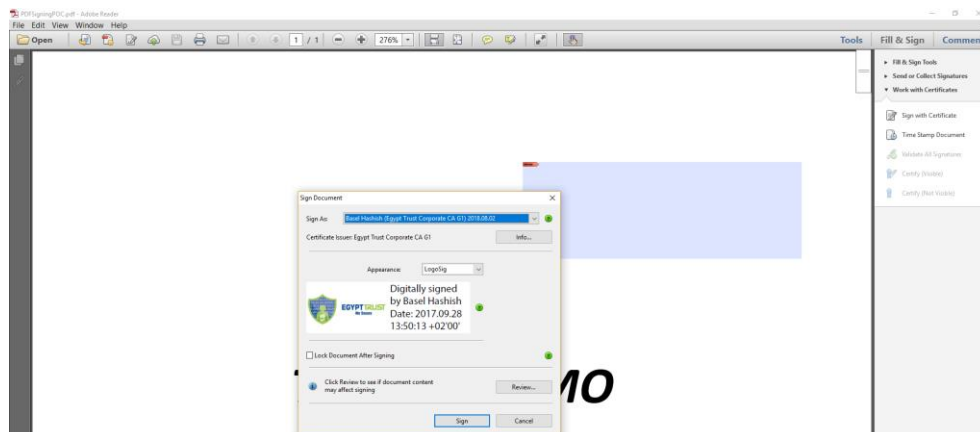 PDFSigningPOC.pdf - Adobe Reader
File Edit View Window Help
Open 1 / 1 276% Tools Fill & Sign Commen
Fill & Sign Tools
Send or Collect Signatures
Work with Certificates
Sign with Certificate
Time Stamp Document
Validate All Signatures
Certify (Visible)
Certify (Not Visible)
Sign Document
Sign As: Basel Hashish (Egypt Trust Corporate CA G1) 2018.08.02
Certificate Issuer: Egypt Trust Corporate CA G1 Info...
Appearance: LogoSig
EGYPT TRUST
Digitally signed
by Basel Hashish
Date: 2017.09.28
13:50:13 +02'00'
Lock Document After Signing
Click Review to see if document content
may affect signing
Review...
Sign Cancel
MO